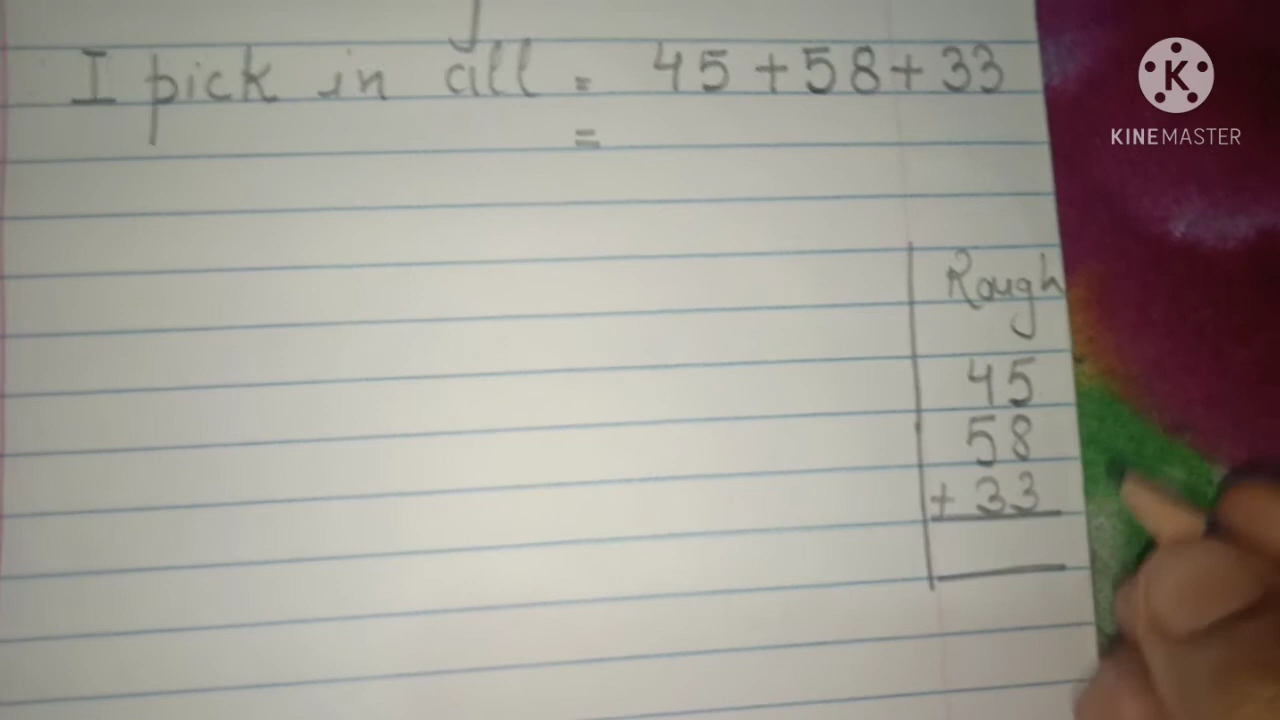 I pick in all = 45 + 58 + 33
=
Rough
45
58
+ 33
K
KINEMASTER